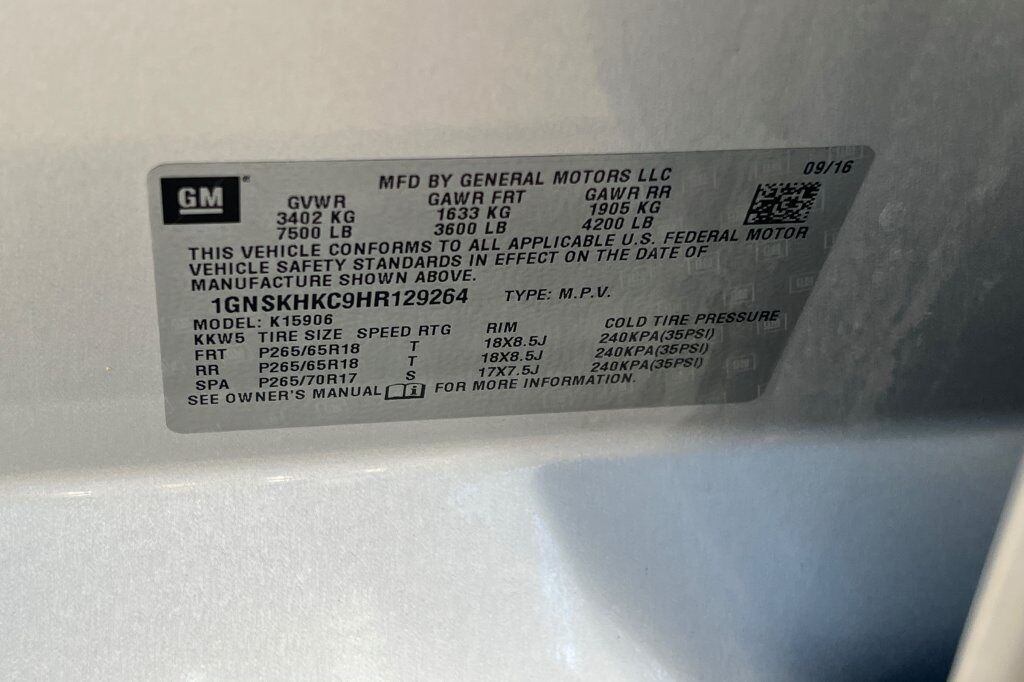 GM ® MFD BY GENERAL MOTORS LLC 09/16
GVWR GAWR FRT GAWR RR
3402 KG 1633 KG 1905 KG
7500 LB 3600 LB 4200 LB
THIS VEHICLE CONFORMS TO ALL APPLICABLE U.S. FEDERAL MOTOR
VEHICLE SAFETY STANDARDS IN EFFECT ON THE DATE OF
MANUFACTURE SHOWN ABOVE.
1GNSKHKC9HR129264 TYPE: M.P.V.
MODEL: K15906
KKW5 TIRE SIZE SPEED RTG RIM COLD TIRE PRESSURE
FRT P265/65R18 T 18X8.5J 240KPA(35PSI)
RR P265/65R18 T 18X8.5J 240KPA(35PSI)
SPA P265/70R17 S 17X7.5J 240KPA(35PSI)
SEE OWNER'S MANUAL i FOR MORE INFORMATION.